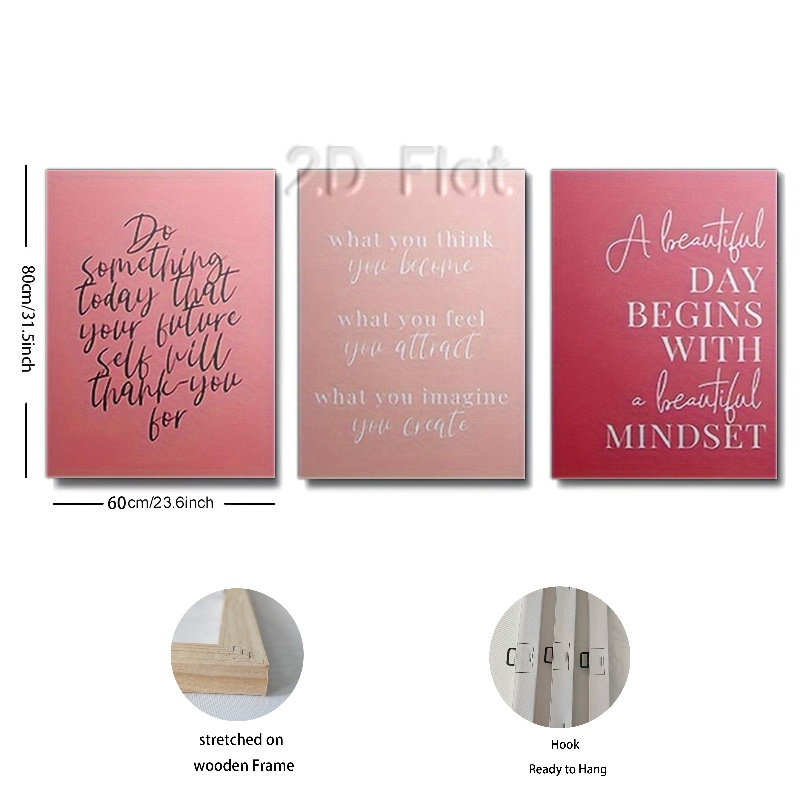 2D Flat
80cm/31.5inch
Do
something
today that
your future
self will
thank-you
for
what you think
you become
what you feel
you attract
what you imagine
you create
A beautiful
DAY
BEGINS
WITH
a beautiful
MINDSET
60cm/23.6inch
stretched on
wooden Frame
Hook
Ready to Hang